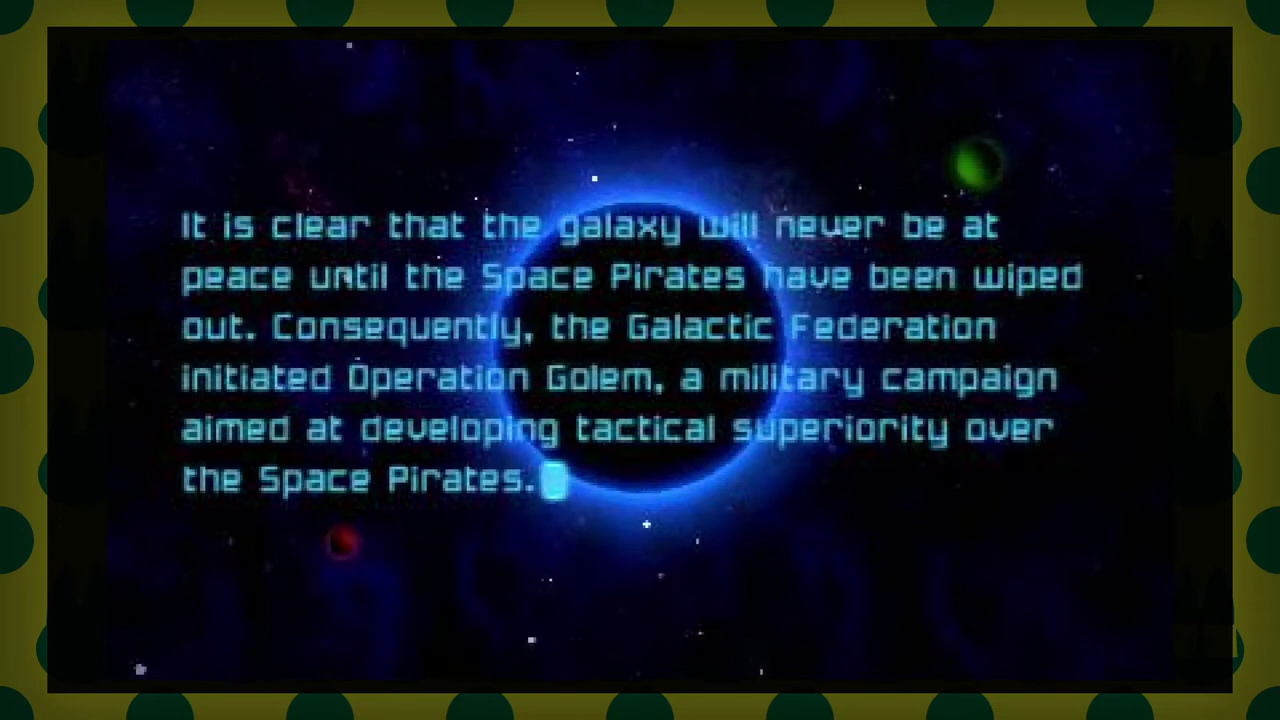 It is clear that the galaxy will never be at
peace until the Space Pirates have been wiped
out. Consequently, the Galactic Federation
initiated Operation Golem, a military campaign
aimed at developing tactical superiority over
the Space Pirates.